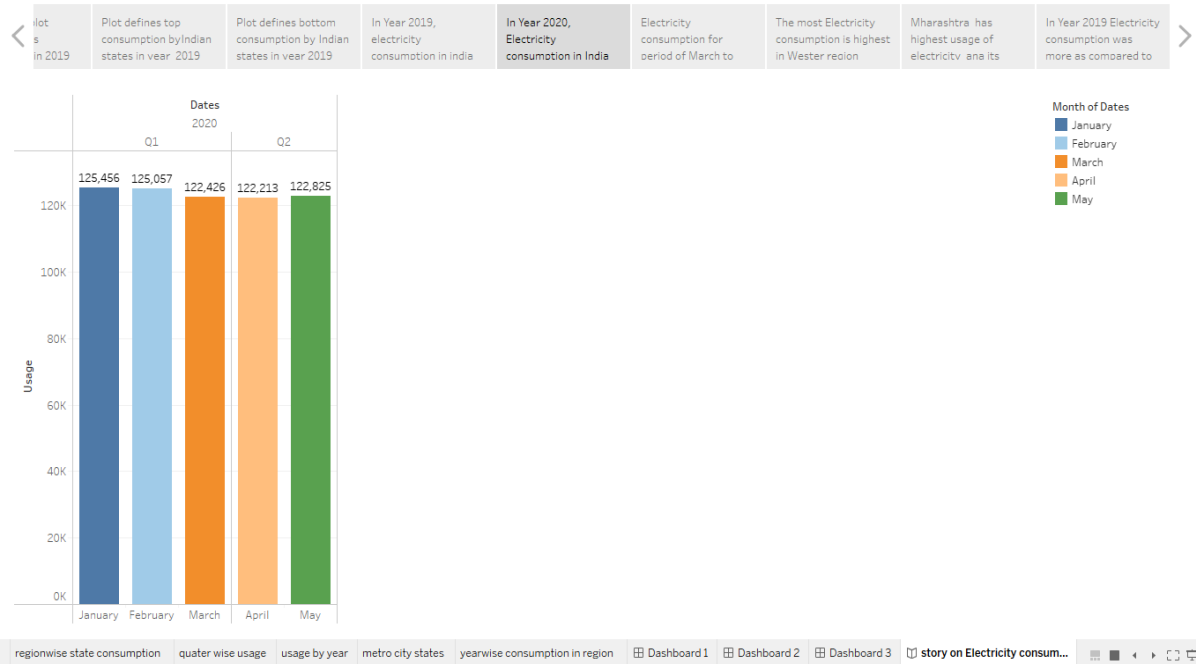 plot
s
in 2019
Plot defines top
consumption byIndian
states in year 2019
Plot defines bottom
consumption by Indian
states in year 2019
In Year 2019,
electricity
consumption in india
In Year 2020,
Electricity
consumption in India
Electricity
consumption for
period of March to
The most Electricity
consumption is highest
in Wester region
Mharashtra has
highest usage of
electricity ana its
In Year 2019 Electricity
consumption was
more as compared to
Dates
2020
Q1 Q2
125,456 125,057 122,426 122,213 122,825
120K
100K
80K
60K
40K
20K
0K
Usage
January February March April May
Month of Dates
January
February
March
April
May
regionwise state consumption quater wise usage usage by year metro city states yearwise consumption in region Dashboard 1 Dashboard 2 Dashboard 3 story on Electricity consum...